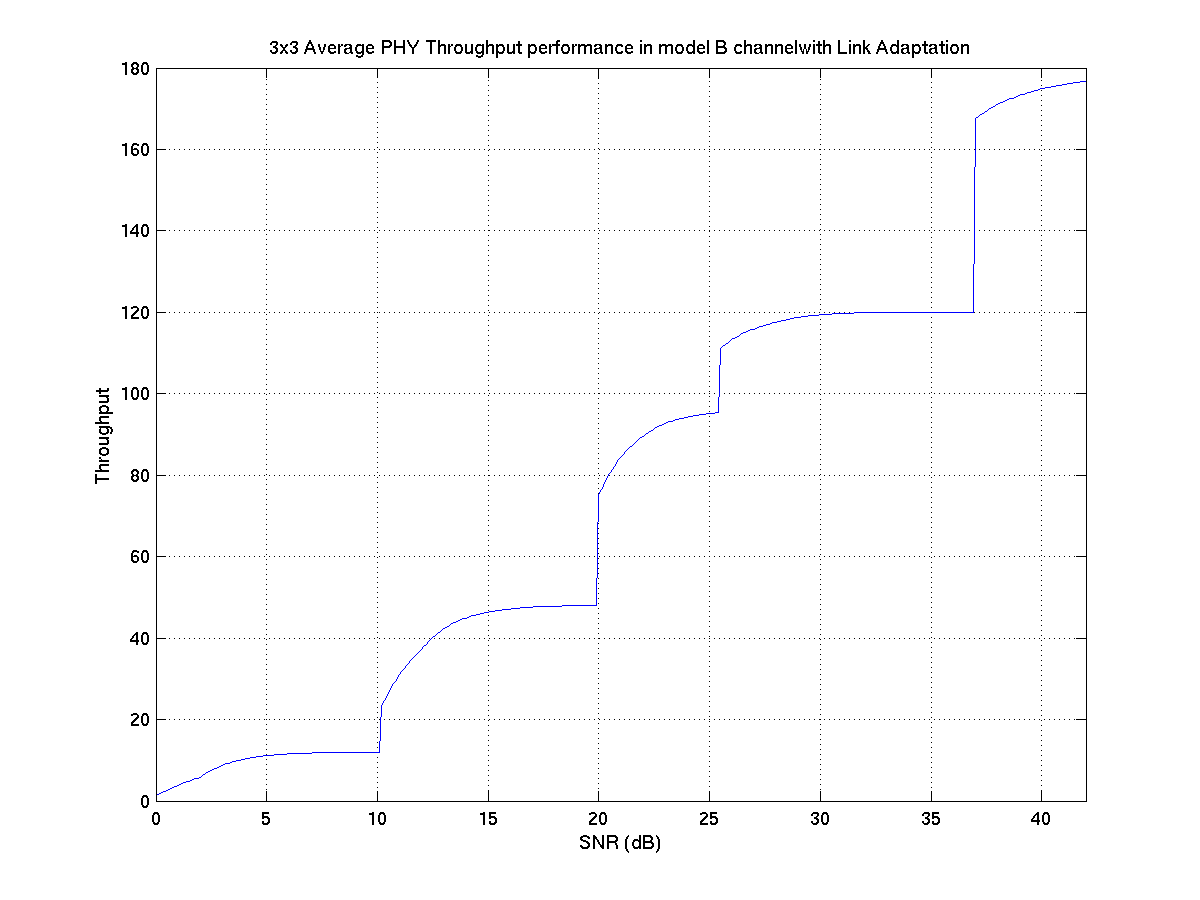 3x3 Average PHY Throughput performance in model B channelwith Link Adaptation
180
160
140
120
100
80
60
40
20
0
Throughput
0 5 10 15 20 25 30 35 40
SNR (dB)